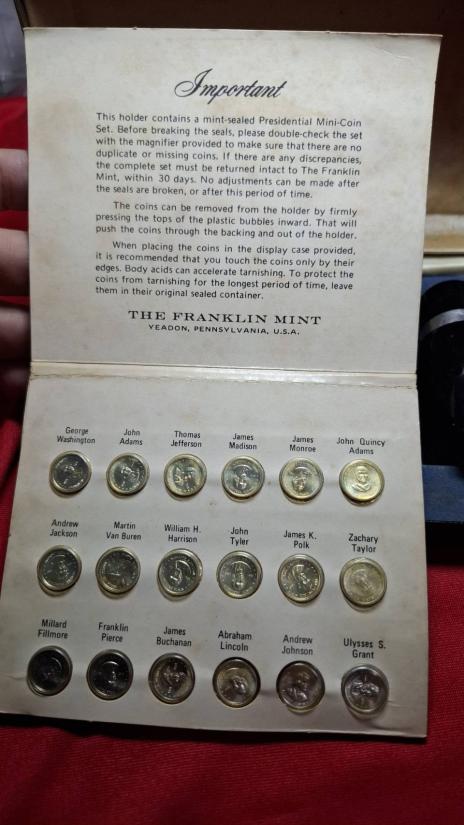 Important
This holder contains a mint-sealed Presidential Mini-Coin
Set. Before breaking the seals, please double-check the set
with the magnifier provided to make sure that there are no
duplicate or missing coins. If there are any discrepancies,
the complete set must be returned intact to The Franklin
Mint, within 30 days. No adjustments can be made after
the seals are broken, or after this period of time.
The coins can be removed from the holder by firmly
pressing the tops of the plastic bubbles inward. That will
push the coins through the backing and out of the holder.
When placing the coins in the display case provided,
it is recommended that you touch the coins only by their
edges. Body acids can accelerate tarnishing. To protect the
coins from tarnishing for the longest period of time, leave
them in their original sealed container.
THE FRANKLIN MINT
YEADON, PENNSYLVANIA, U.S.A.
George
Washington
John
Adams
Thomas
Jefferson
James
Madison
James
Monroe
John Quincy
Adams
Andrew
Jackson
Martin
Van Buren
William H.
Harrison
John
Tyler
James K.
Polk
Zachary
Taylor
Millard
Fillmore
Franklin
Pierce
James
Buchanan
Abraham
Lincoln
Andrew
Johnson
Ulysses S.
Grant